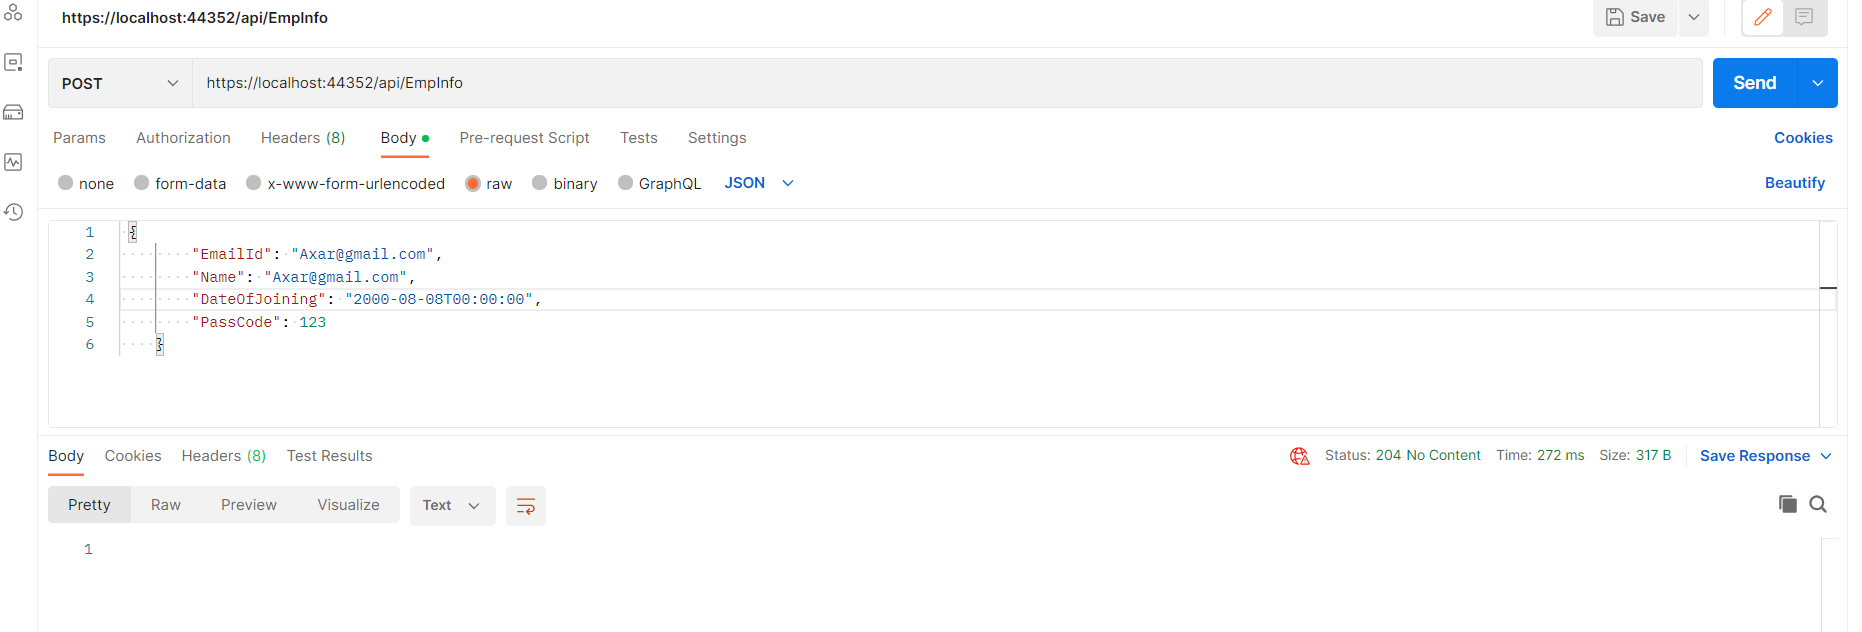 https://localhost:44352/api/EmpInfo
Save
POST https://localhost:44352/api/EmpInfo Send
Params Authorization Headers (8) Body Pre-request Script Tests Settings Cookies
none form-data x-www-form-urlencoded raw binary GraphQL JSON Beautify
1 {
2 "EmailId": "Axar@gmail.com",
3 "Name": "Axar@gmail.com",
4 "DateOfJoining": "2000-08-08T00:00:00",
5 "PassCode": 123
6 }
Body Cookies Headers (8) Test Results Status: 204 No Content Time: 272 ms Size: 317 B Save Response
Pretty Raw Preview Visualize Text
1